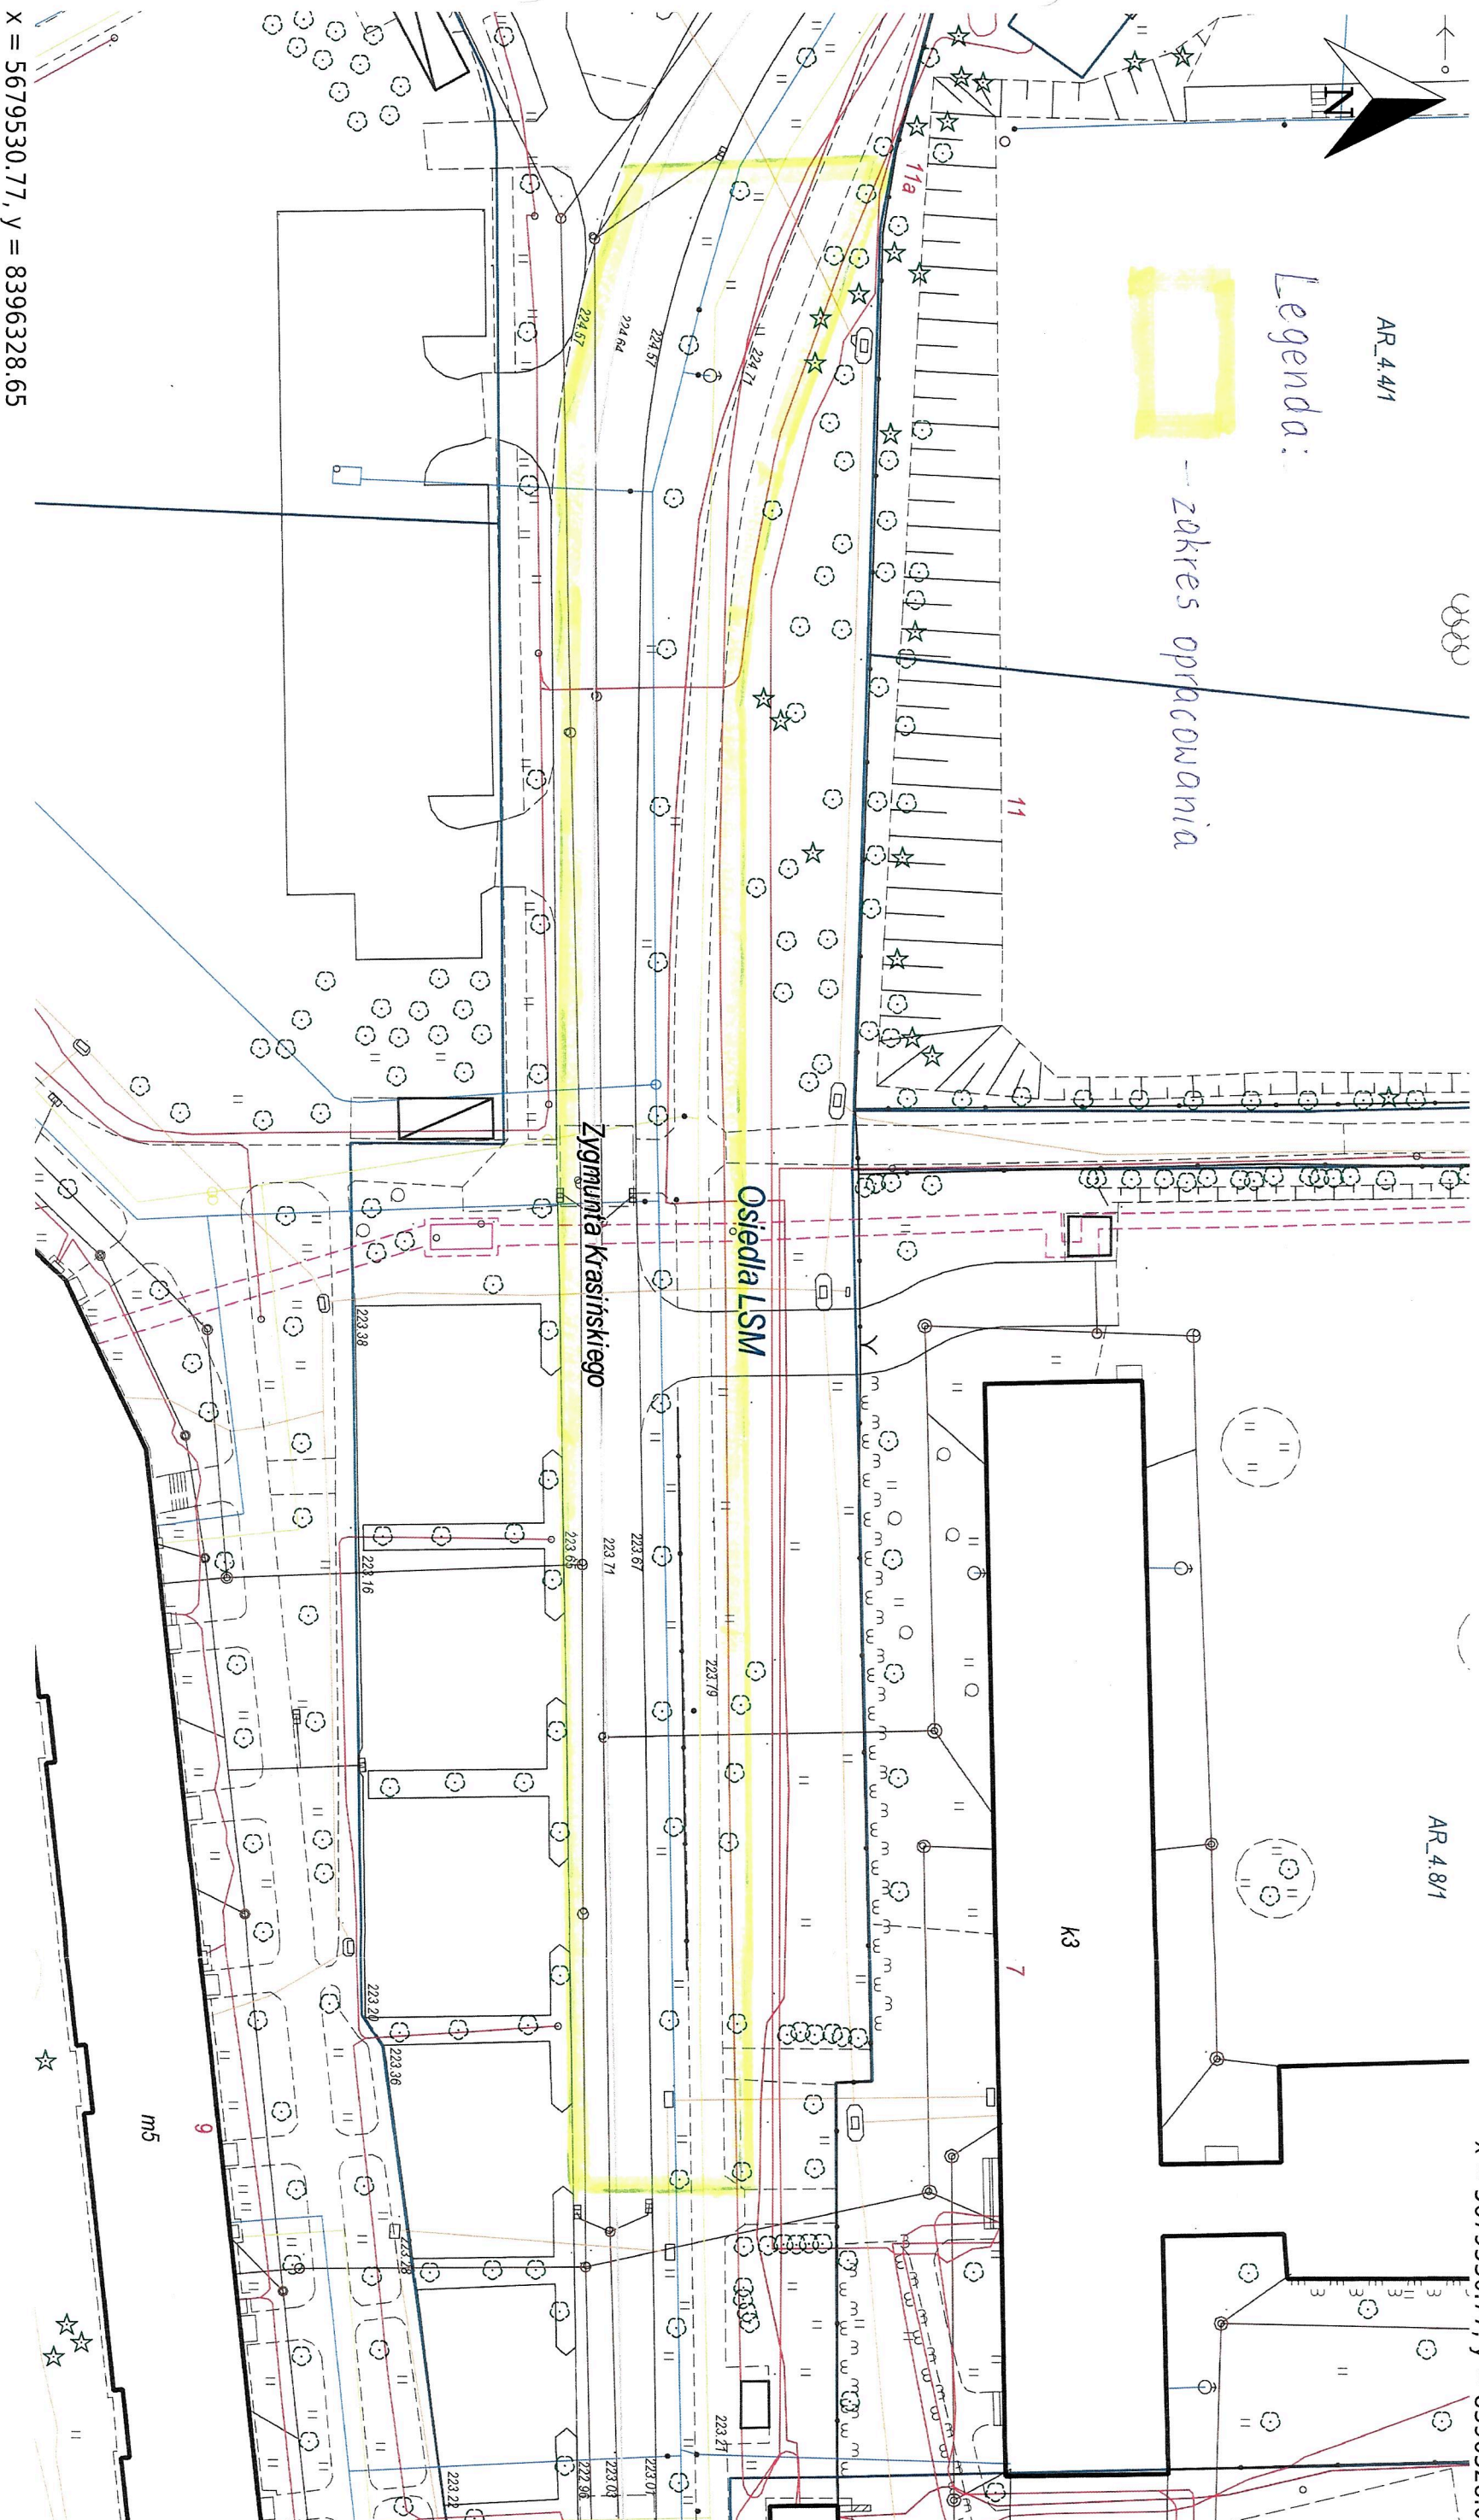 x = 5679530.77, y = 8396328.65
N
AR_4.4/1
Legenda:
- zakres opracowania
11a
11
224.57
224.64
224.57
224.71
Zygmunta Krasińskiego
Osiedla LSM
223.38
223.16
223.65
223.71
223.67
223.79
AR_4.8/1
k3
7
223.20
223.36
9
m5
223.28
223.22
222.96
223.03
223.01
223.27